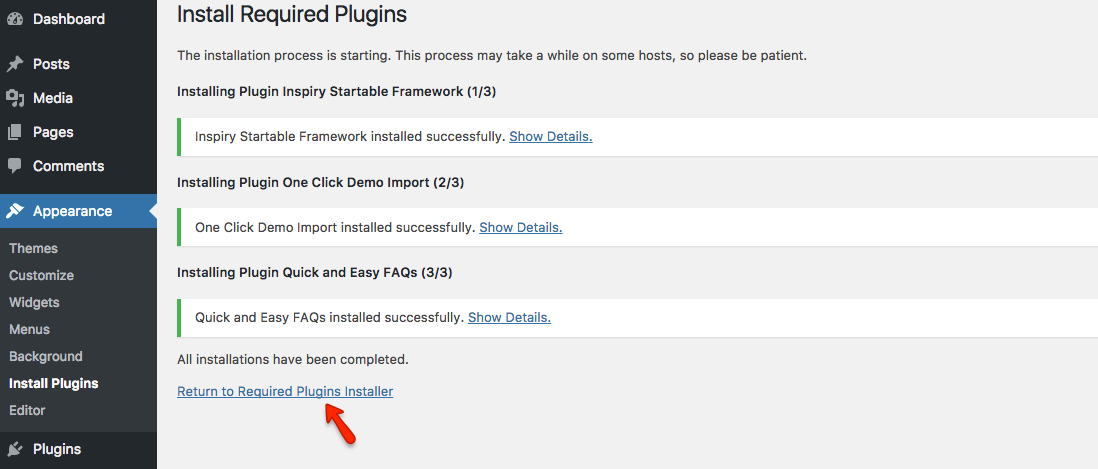 Dashboard
Posts
Media
Pages
Comments
Appearance
Themes
Customize
Widgets
Menus
Background
Install Plugins
Editor
Plugins
Install Required Plugins
The installation process is starting. This process may take a while on some hosts, so please be patient.
Installing Plugin Inspiry Startable Framework (1/3)
Inspiry Startable Framework installed successfully. Show Details.
Installing Plugin One Click Demo Import (2/3)
One Click Demo Import installed successfully. Show Details.
Installing Plugin Quick and Easy FAQs (3/3)
Quick and Easy FAQs installed successfully. Show Details.
All installations have been completed.
Return to Required Plugins Installer